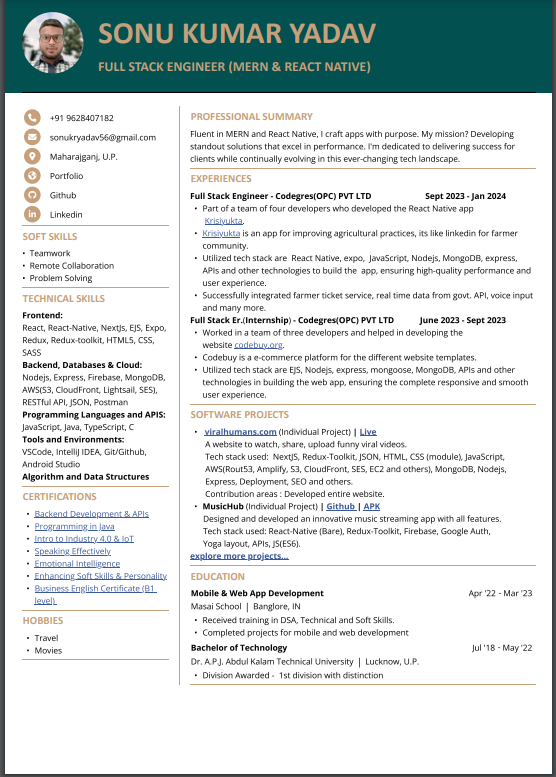 SONU KUMAR YADAV
FULL STACK ENGINEER (MERN & REACT NATIVE)
+91 9628407182
sonukryadav56@gmail.com
Maharajganj, U.P.
Portfolio
Github
Linkedin
SOFT SKILLS
• Teamwork
• Remote Collaboration
• Problem Solving
TECHNICAL SKILLS
Frontend:
React, React-Native, NextJs, EJS, Expo,
Redux, Redux-toolkit, HTML5, CSS,
SASS
Backend, Databases & Cloud:
Nodejs, Express, Firebase, MongoDB,
AWS(S3, CloudFront, Lightsail, SES),
RESTful API, JSON, Postman
Programming Languages and APIS:
JavaScript, Java, TypeScript, C
Tools and Environments:
VSCode, IntelliJ IDEA, Git/Github,
Android Studio
Algorithm and Data Structures
CERTIFICATIONS
• Backend Development & APIs
• Programming in Java
• Intro to Industry 4.0 & IoT
• Speaking Effectively
• Emotional Intelligence
• Enhancing Soft Skills & Personality
• Business English Certificate (B1
level)
HOBBIES
• Travel
• Movies
PROFESSIONAL SUMMARY
Fluent in MERN and React Native, I craft apps with purpose. My mission? Developing
standout solutions that excel in performance. I'm dedicated to delivering success for
clients while continually evolving in this ever-changing tech landscape.
EXPERIENCES
Full Stack Engineer - Codegres(OPC) PVT LTD Sept 2023 - Jan 2024
• Part of a team of four developers who developed the React Native app
Krisiyukta.
• Krisiyukta is an app for improving agricultural practices, its like linkedin for farmer
community.
• Utilized tech stack are React Native, expo, JavaScript, Nodejs, MongoDB, express,
APIs and other technologies to build the app, ensuring high-quality performance and
user experience.
• Successfully integrated farmer ticket service, real time data from govt. API, voice input
and many more.
Full Stack Er.(Internship) - Codegres(OPC) PVT LTD June 2023 - Sept 2023
• Worked in a team of three developers and helped in developing the
website codebuy.org.
• Codebuy is a e-commerce platform for the different website templates.
• Utilized tech stack are EJS, Nodejs, express, mongoose, MongoDB, APIs and other
technologies in building the web app, ensuring the complete responsive and smooth
user experience.
SOFTWARE PROJECTS
• viralhumans.com (Individual Project) | Live
A website to watch, share, upload funny viral videos.
Tech stack used: NextJS, Redux-Toolkit, JSON, HTML, CSS (module), JavaScript,
AWS(Rout53, Amplify, S3, CloudFront, SES, EC2 and others), MongoDB, Nodejs,
Express, Deployment, SEO and others.
Contribution areas : Developed entire website.
• MusicHub (Individual Project) | Github | APK
Designed and developed an innovative music streaming app with all features.
Tech stack used: React-Native (Bare), Redux-Toolkit, Firebase, Google Auth,
Yoga layout, APIs, JS(ES6).
explore more projects...
EDUCATION
Mobile & Web App Development Apr '22 - Mar '23
Masai School | Banglore, IN
• Received training in DSA, Technical and Soft Skills.
• Completed projects for mobile and web development
Bachelor of Technology Jul '18 - May '22
Dr. A.P.J. Abdul Kalam Technical University | Lucknow, U.P.
• Division Awarded - 1st division with distinction